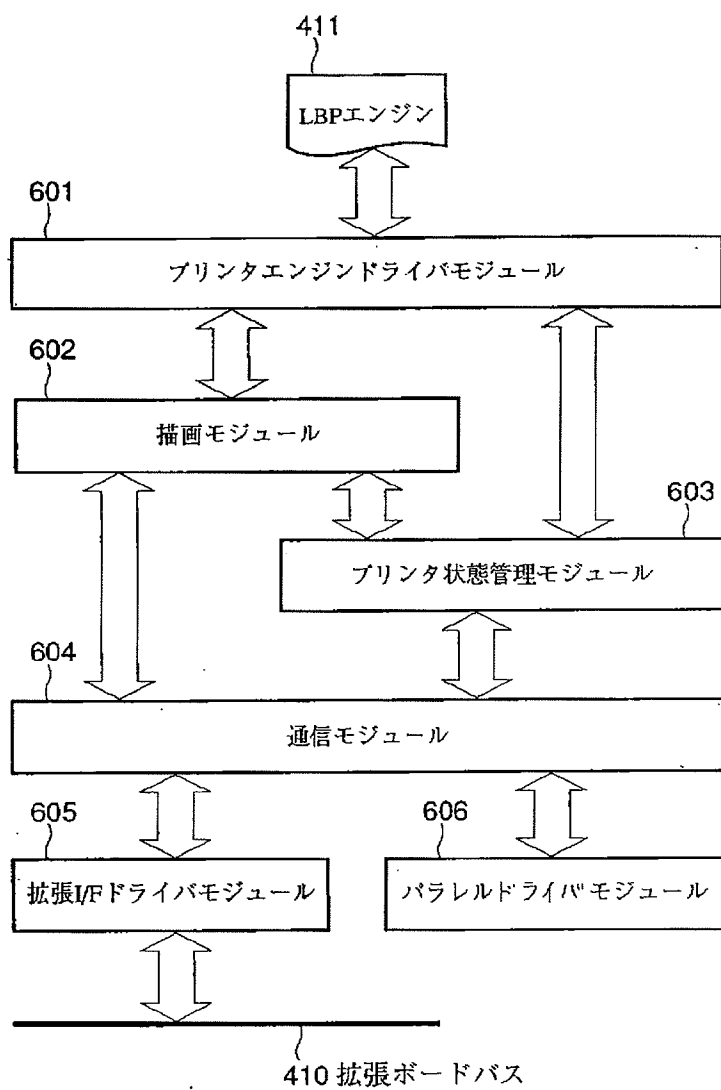 411
LBPエンジン
601
プリンタエンジンドライバモジュール
602
描画モジュール
603
プリンタ状態管理モジュール
604
通信モジュール
605
拡張I/Fドライバモジュール
606
パラレルドライバモジュール
410 拡張ボードバス